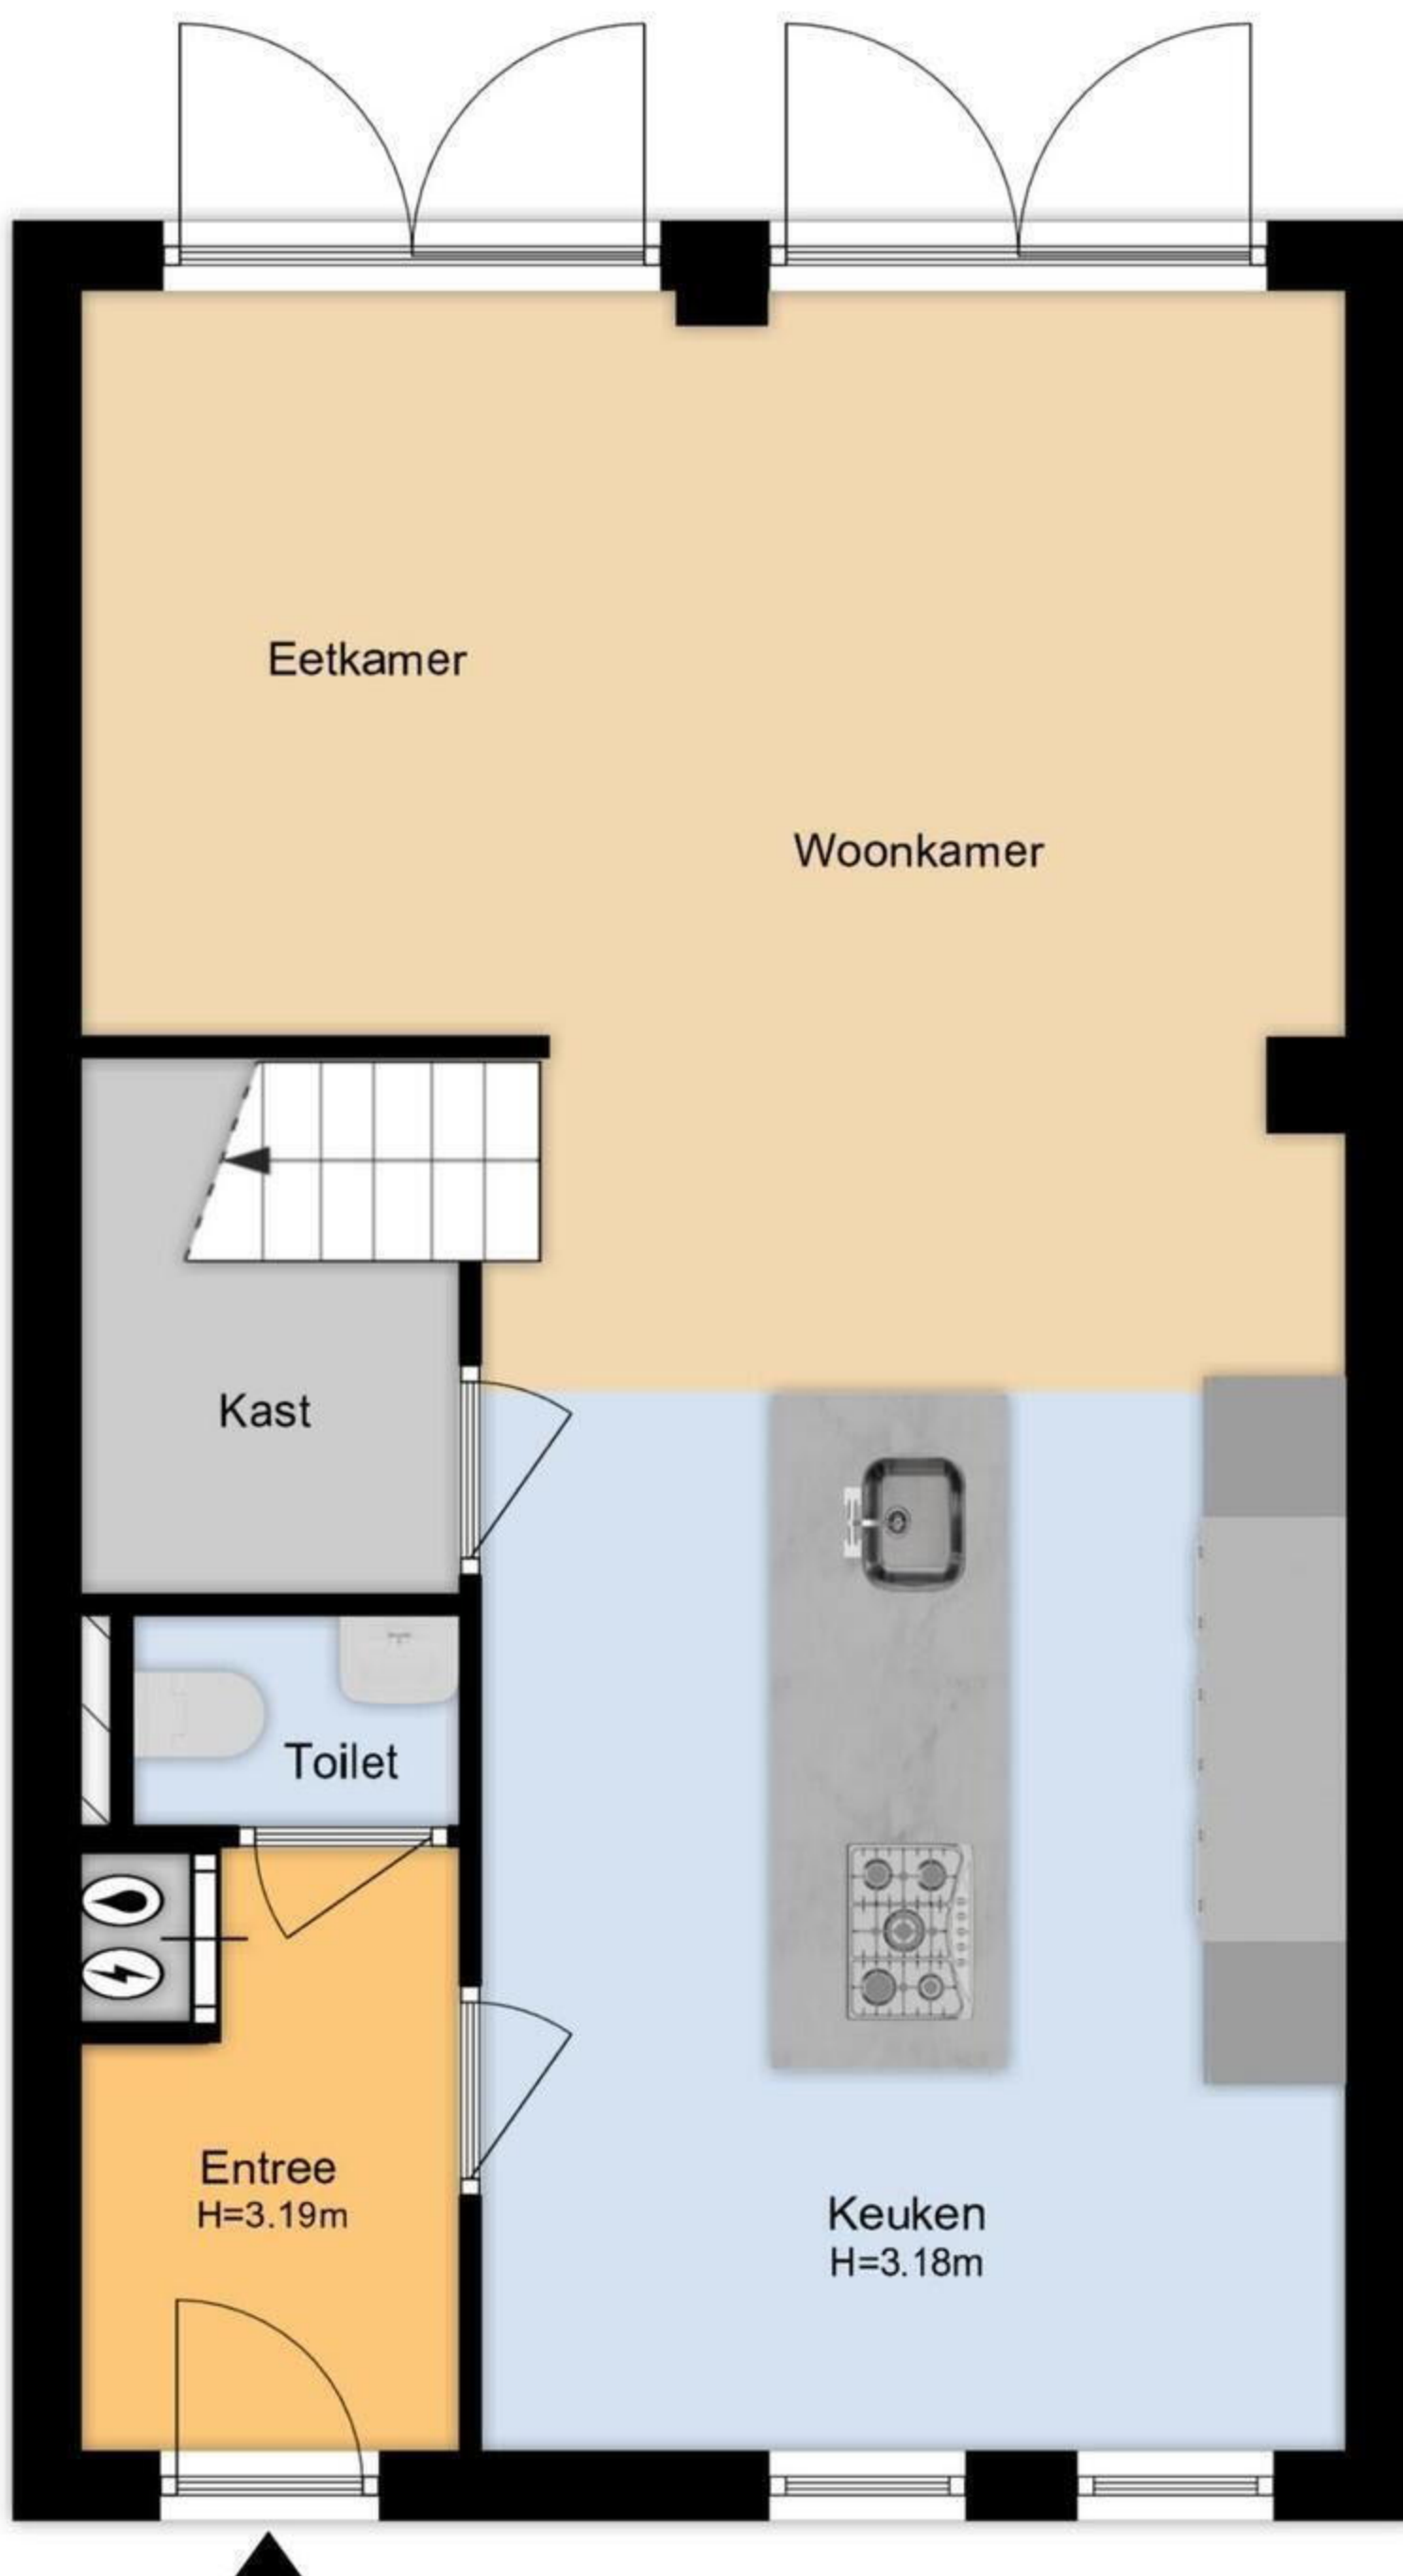 Eetkamer
Woonkamer
Kast
Toilet
Entree
H=3.19m
Keuken
H=3.18m